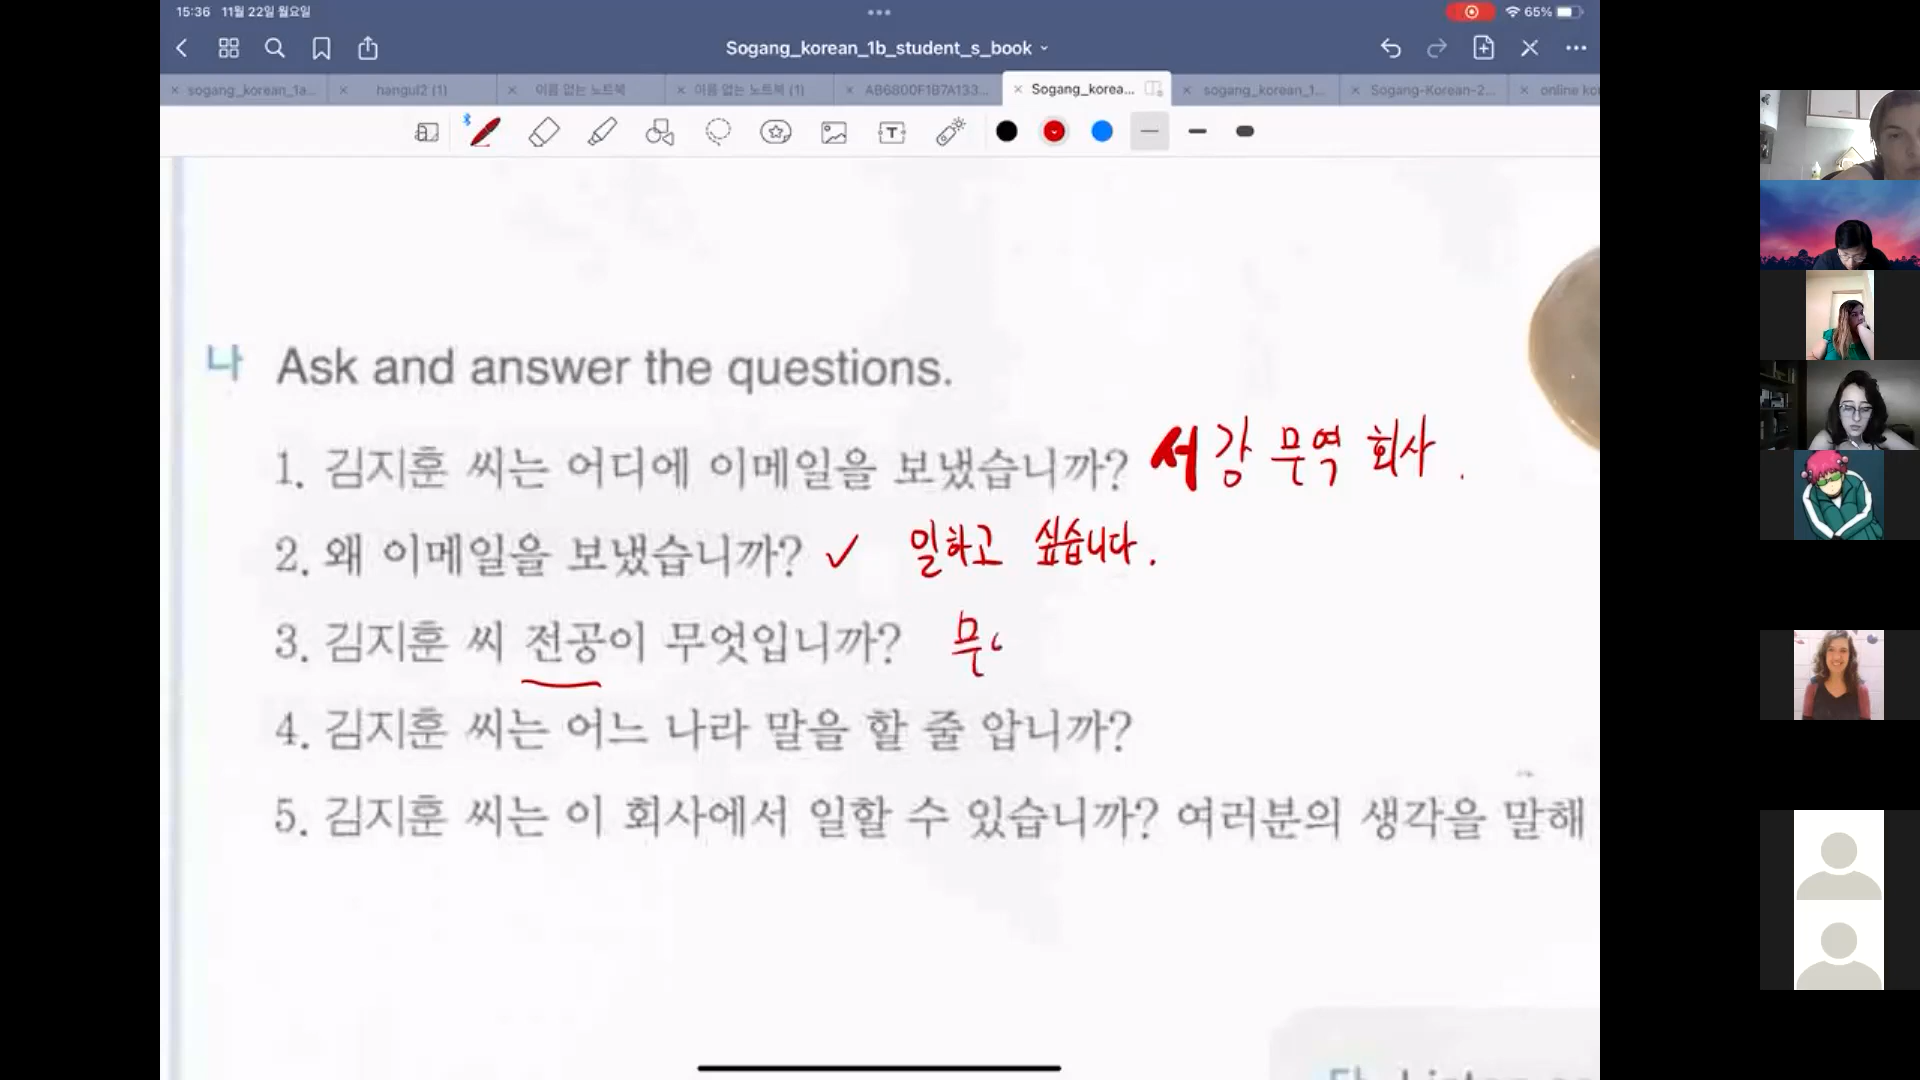 15:36 11월 22일 월요일
65%
Sogang_korean_1b_student_s_book
sogang_korean_1a... hangul2 (1) 이름 없는 노트북 이름 없는 노트북 (1) AB6800F1B7A133... Sogang_korea... sogang_korean_1... Sogang-Korean-2... online ko
나 Ask and answer the questions.
1. 김지훈 씨는 어디에 이메일을 보냈습니까? 서강 무역 회사.
2. 왜 이메일을 보냈습니까? ✓ 일하고 싶습니다.
3. 김지훈 씨 전공이 무엇입니까? 무
4. 김지훈 씨는 어느 나라 말을 할 줄 압니까?
5. 김지훈 씨는 이 회사에서 일할 수 있습니까? 여러분의 생각을 말해